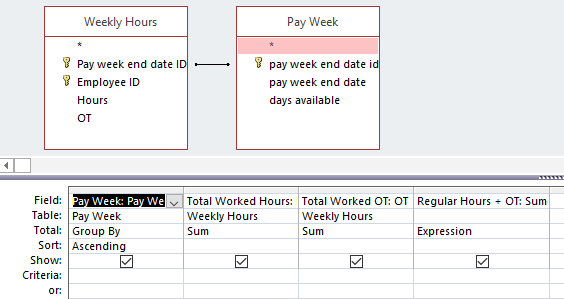 Weekly Hours
*
Pay week end date ID
Employee ID
Hours
OT
Pay Week
*
pay week end date id
pay week end date
days available
Field: Pay Week: Pay We Total Worked Hours: Total Worked OT: OT Regular Hours + OT: Sum
Table: Pay Week Weekly Hours Weekly Hours
Total: Group By Sum Sum Expression
Sort: Ascending
Show:
Criteria:
or: